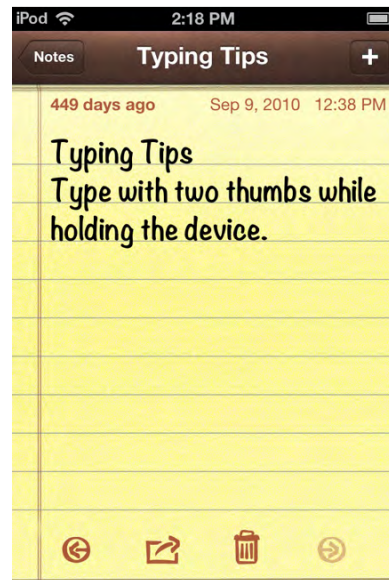 iPod 2:18 PM
Notes Typing Tips +
449 days ago Sep 9, 2010 12:38 PM
Typing Tips
Type with two thumbs while
holding the device.